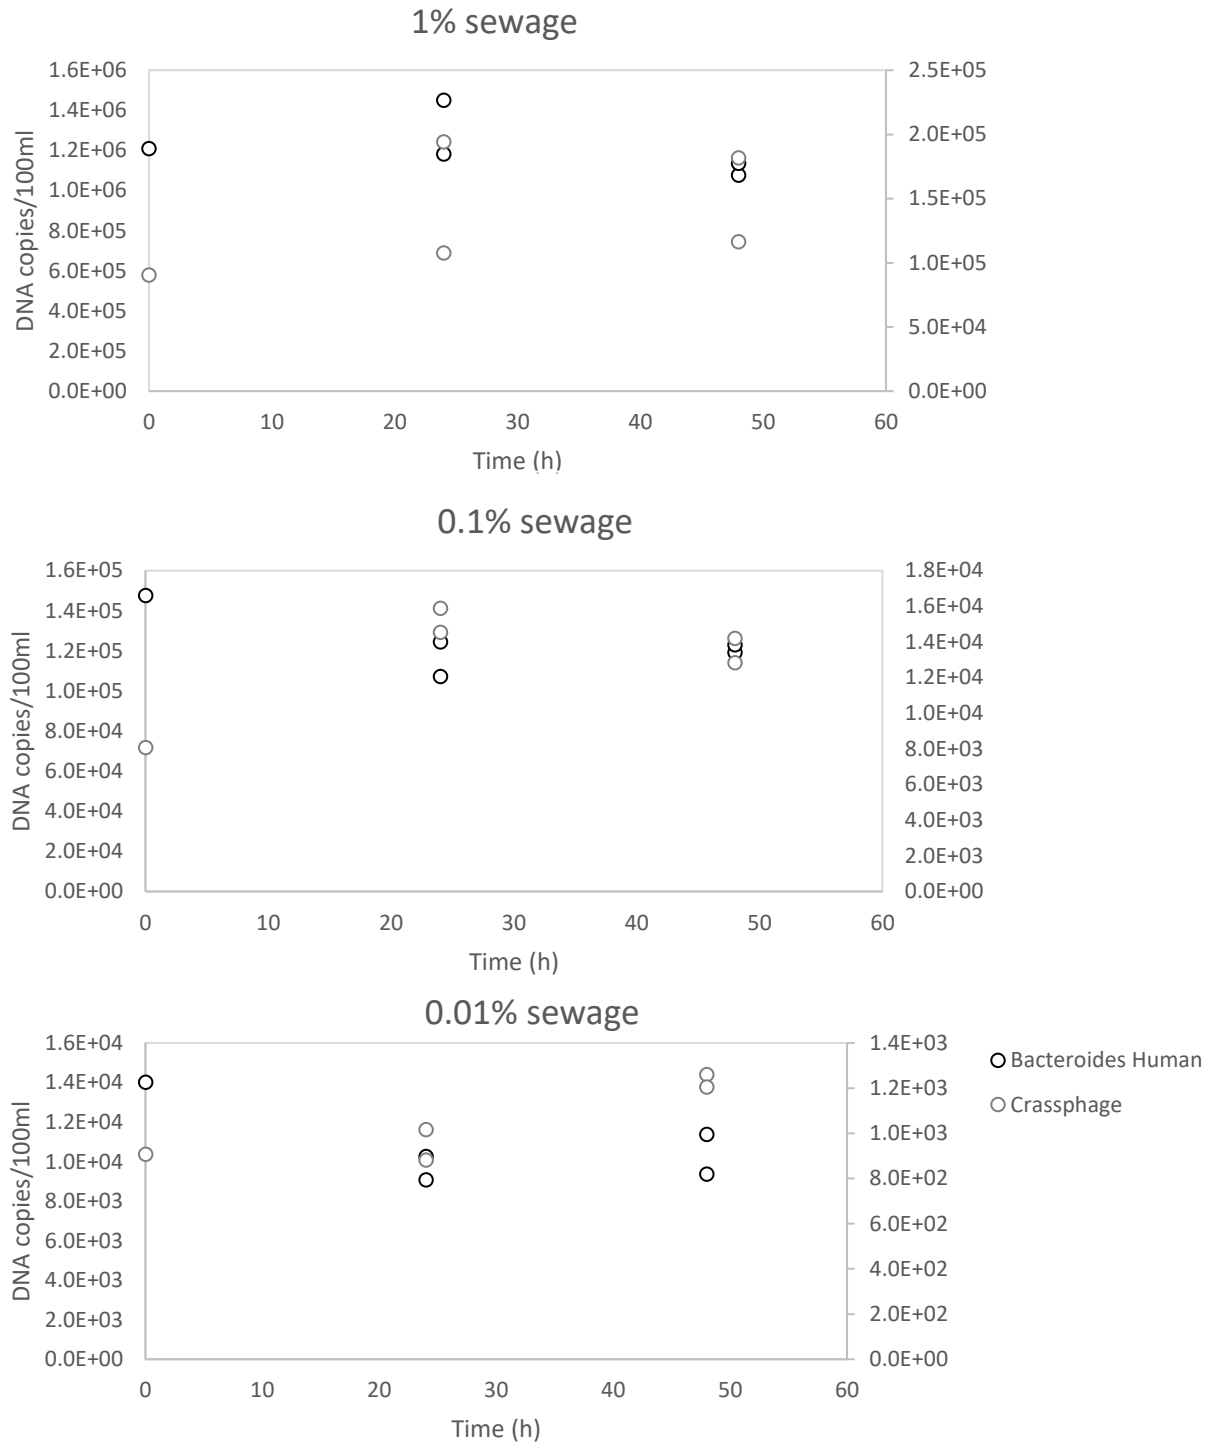 1% sewage
1.6E+06
1.4E+06
1.2E+06
1.0E+06
8.0E+05
6.0E+05
4.0E+05
2.0E+05
0.0E+00
DNA copies/100ml
2.5E+05
2.0E+05
1.5E+05
1.0E+05
5.0E+04
0.0E+00
0 10 20 30 40 50 60
Time (h)
0.1% sewage
1.6E+05
1.4E+05
1.2E+05
1.0E+05
8.0E+04
6.0E+04
4.0E+04
2.0E+04
0.0E+00
DNA copies/100ml
1.8E+04
1.6E+04
1.4E+04
1.2E+04
1.0E+04
8.0E+03
6.0E+03
4.0E+03
2.0E+03
0.0E+00
0 10 20 30 40 50 60
Time (h)
0.01% sewage
1.6E+04
1.4E+04
1.2E+04
1.0E+04
8.0E+03
6.0E+03
4.0E+03
2.0E+03
0.0E+00
DNA copies/100ml
1.4E+03
1.2E+03
1.0E+03
8.0E+02
6.0E+02
4.0E+02
2.0E+02
0.0E+00
0 10 20 30 40 50 60
Time (h)
Bacteroides Human
Crassphage